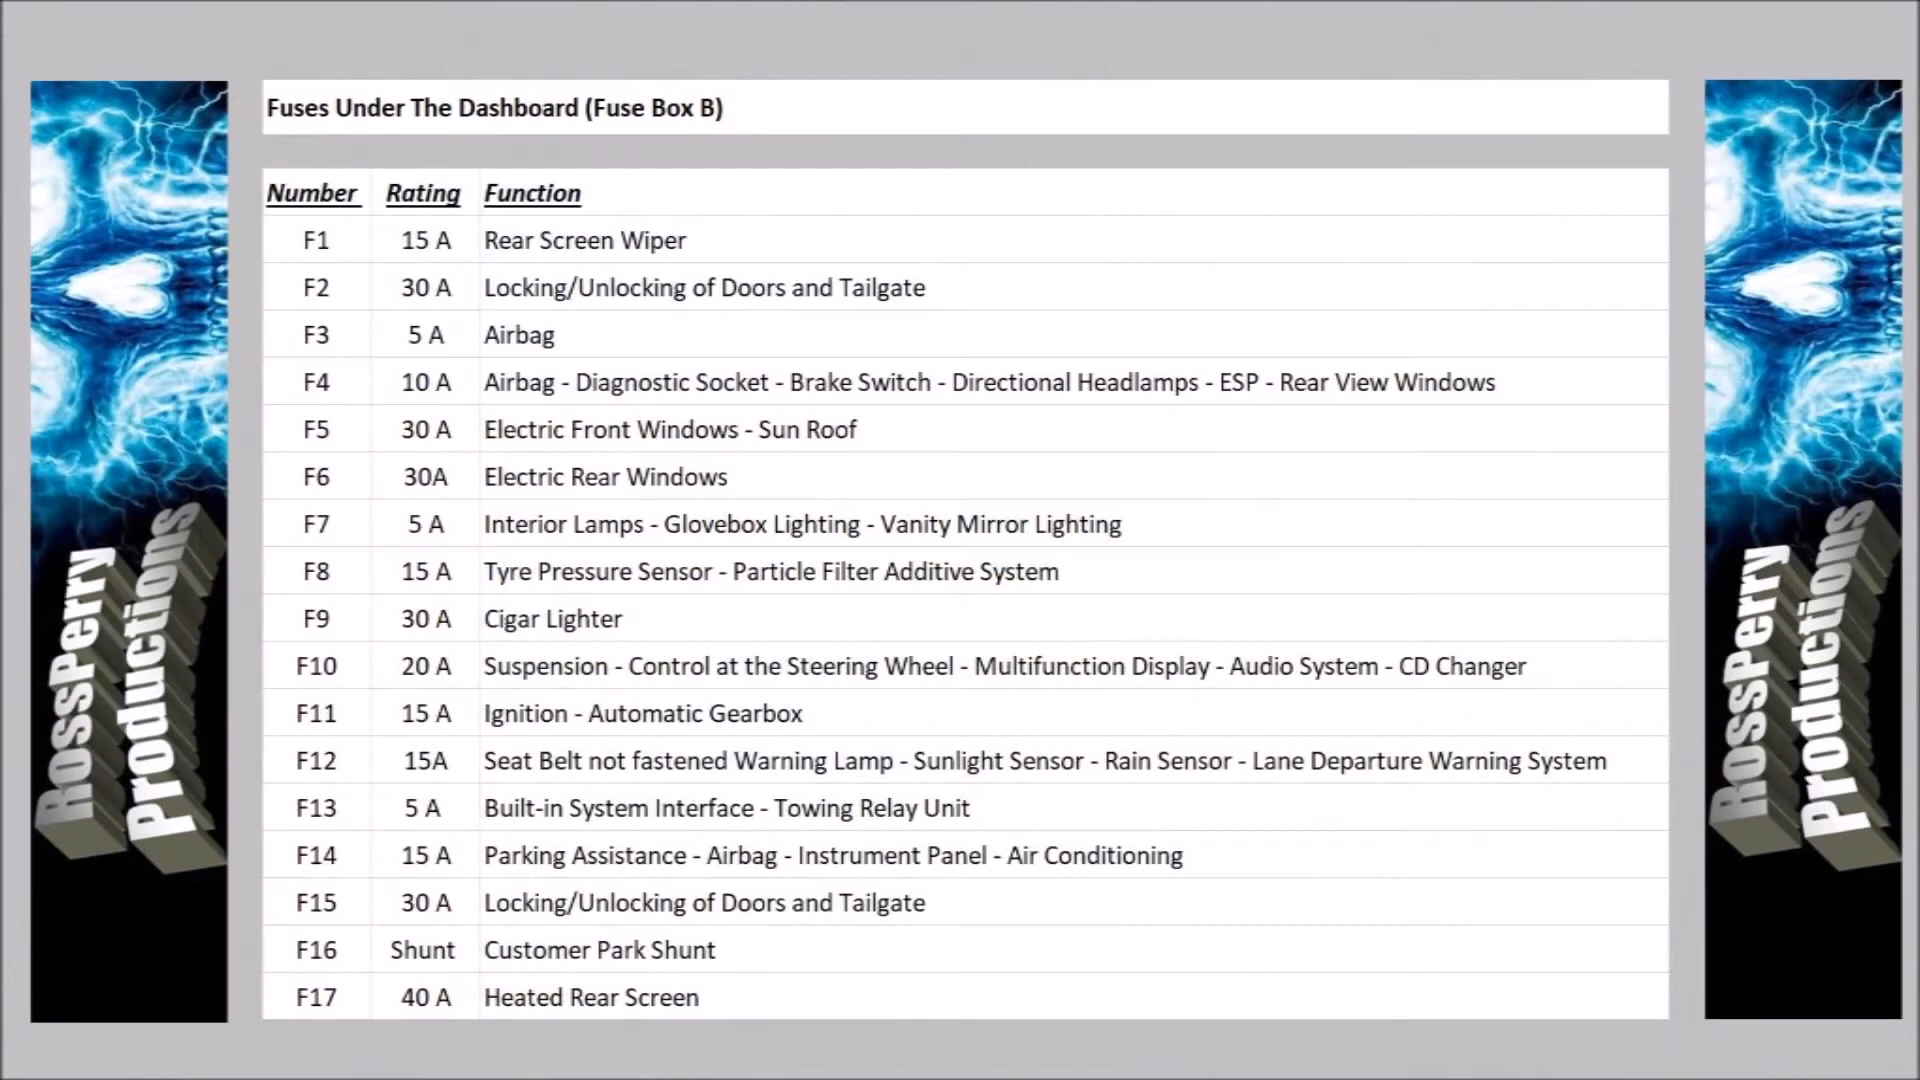 Fuses Under The Dashboard (Fuse Box B)
Number Rating Function
F1 15 A Rear Screen Wiper
F2 30 A Locking/Unlocking of Doors and Tailgate
F3 5 A Airbag
F4 10 A Airbag - Diagnostic Socket - Brake Switch - Directional Headlamps - ESP - Rear View Windows
F5 30 A Electric Front Windows - Sun Roof
F6 30A Electric Rear Windows
F7 5 A Interior Lamps - Glovebox Lighting - Vanity Mirror Lighting
F8 15 A Tyre Pressure Sensor - Particle Filter Additive System
F9 30 A Cigar Lighter
F10 20 A Suspension - Control at the Steering Wheel - Multifunction Display - Audio System - CD Changer
F11 15 A Ignition - Automatic Gearbox
F12 15A Seat Belt not fastened Warning Lamp - Sunlight Sensor - Rain Sensor - Lane Departure Warning System
F13 5 A Built-in System Interface - Towing Relay Unit
F14 15 A Parking Assistance - Airbag - Instrument Panel - Air Conditioning
F15 30 A Locking/Unlocking of Doors and Tailgate
F16 Shunt Customer Park Shunt
F17 40 A Heated Rear Screen
RossPerry
Productions
RossPerry
Productions